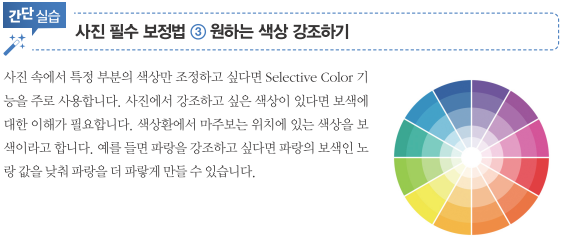 간단 실습
사진 필수 보정법 ③ 원하는 색상 강조하기
사진 속에서 특정 부분의 색상만 조정하고 싶다면 Selective Color 기
능을 주로 사용합니다. 사진에서 강조하고 싶은 색상이 있다면 보색에
대한 이해가 필요합니다. 색상환에서 마주보는 위치에 있는 색상을 보
색이라고 합니다. 예를 들면 파랑을 강조하고 싶다면 파랑의 보색인 노
랑 값을 낮춰 파랑을 더 파랗게 만들 수 있습니다.